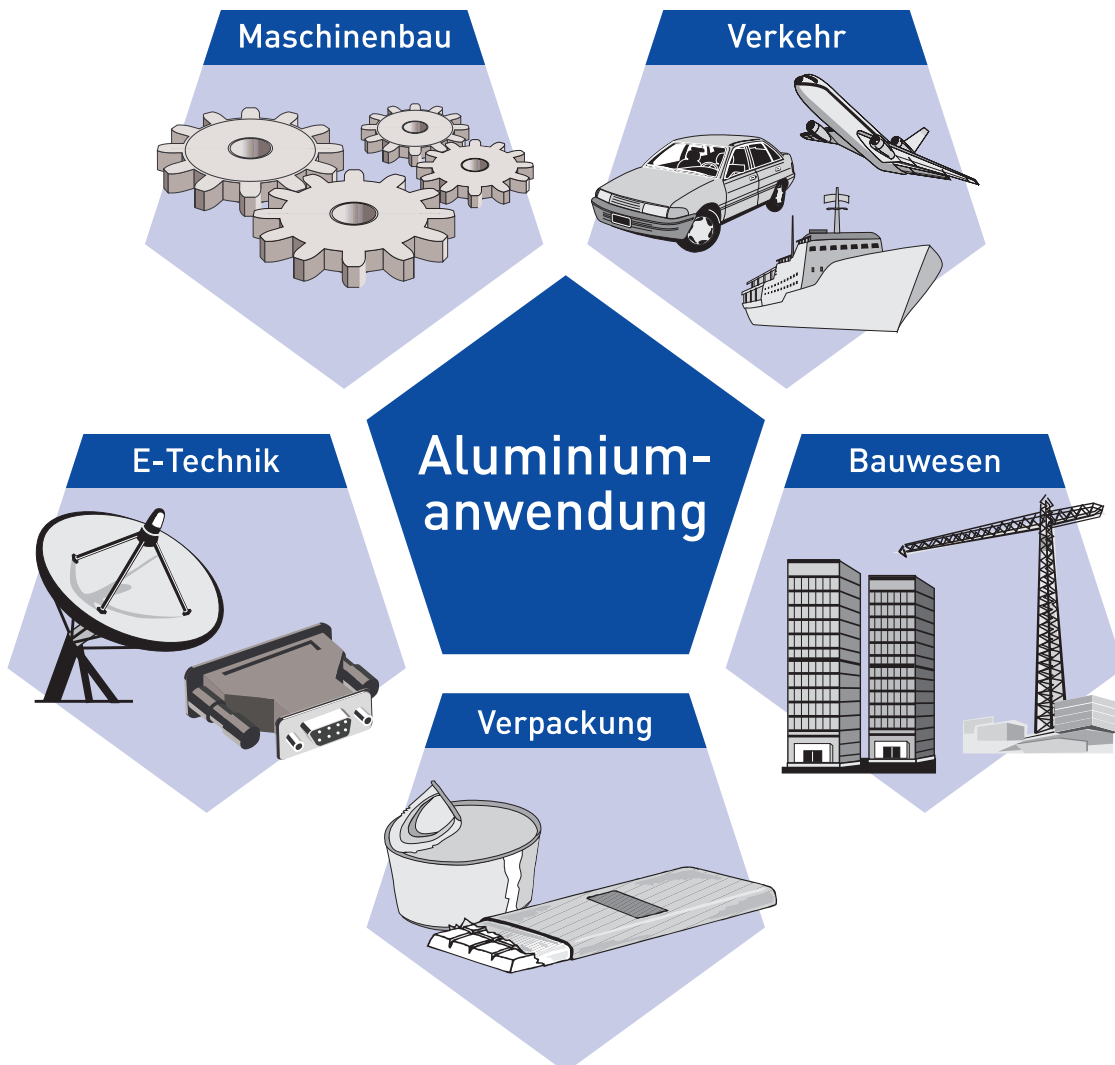 Maschinenbau
Verkehr
Aluminium-
anwendung
E-Technik
Bauwesen
Verpackung